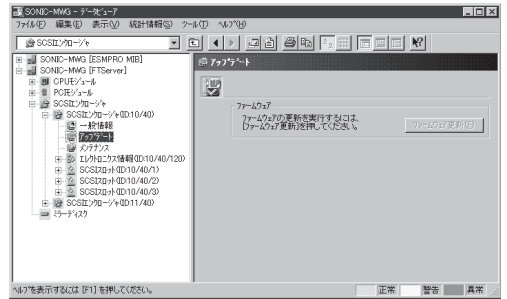 SONIC-MWG - データビューア
ファイル(F) 編集(E) 表示(V) 統計情報(S) ツール(T) ヘルプ(H)
SCSIエンクロージャ
SONIC-MWG [ESMPRO MIB]
SONIC-MWG [FTServer]
CPUモジュール
PCIモジュール
SCSIエンクロージャ
SCSIエンクロージャ(ID:10/40)
一般情報
アップデート
メンテナンス
エレクトロニクス情報(ID:10/40/120)
SCSIスロット(ID:10/40/1)
SCSIスロット(ID:10/40/2)
SCSIスロット(ID:10/40/3)
SCSIエンクロージャ(ID:11/40)
ミラーディスク
アップデート
ファームウェア
ファームウェアの更新を実行するには、
[ファームウェア更新]を押してください。
ファームウェア更新(U)
ヘルプを表示するには [F1] を押してください。
正常 警告 異常